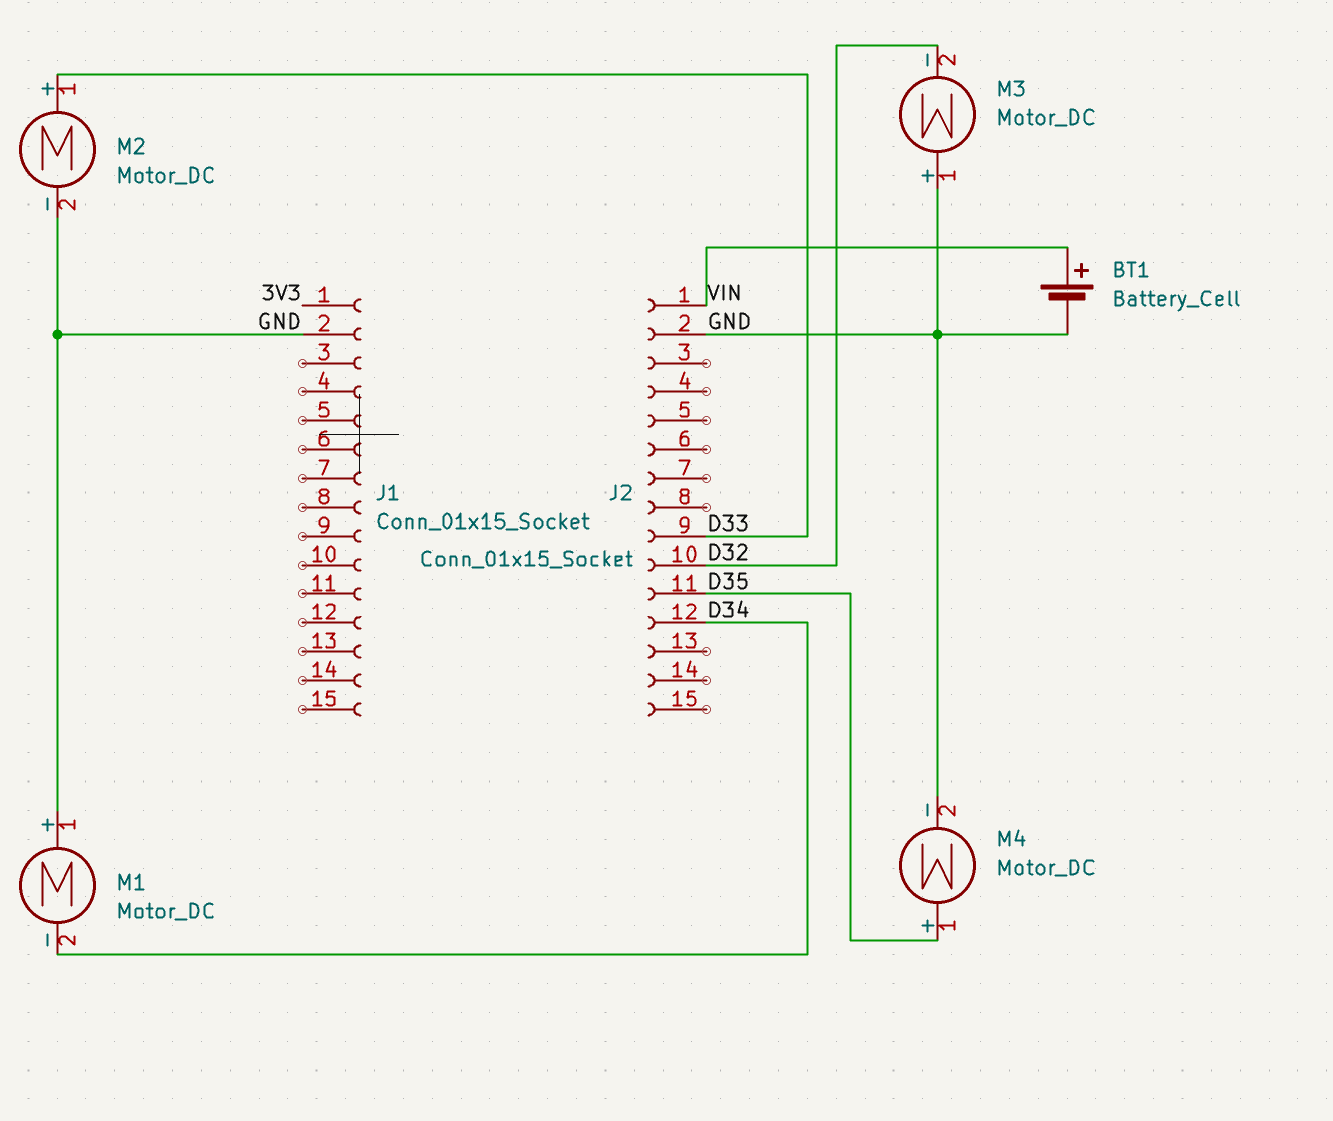 + 1
M
M2
Motor_DC
- 2
- 2
M
M3
Motor_DC
+ 1
+
BT1
Battery_Cell
3V3 1
GND 2
3
4
5
6
7
8
9
10
11
12
13
14
15
J1
Conn_01x15_Socket
J2
Conn_01x15_Socket
1 VIN
2 GND
3
4
5
6
7
8
9 D33
10 D32
11 D35
12 D34
13
14
15
+ 1
M
M1
Motor_DC
- 2
- 2
M
M4
Motor_DC
+ 1